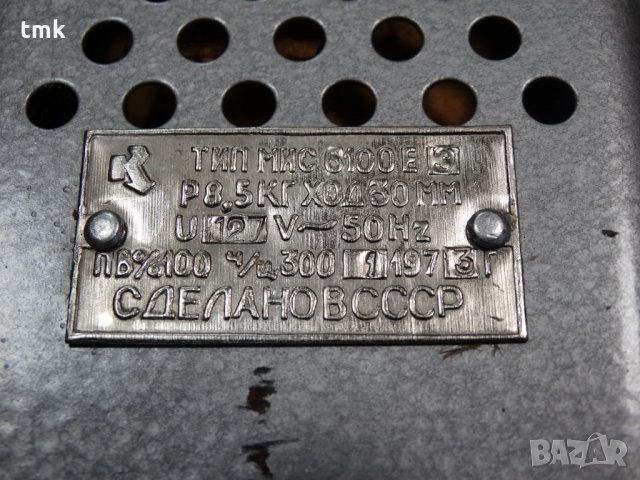 tmk
ТИП МИС 6100Е 3
Р 8,5 КГ ХОД 30 ММ
U 127 V~50Hz
ПВ% 100 Ч/Щ 300 1 197 3 Г
СДЕЛАНО В СССР
BAZAR